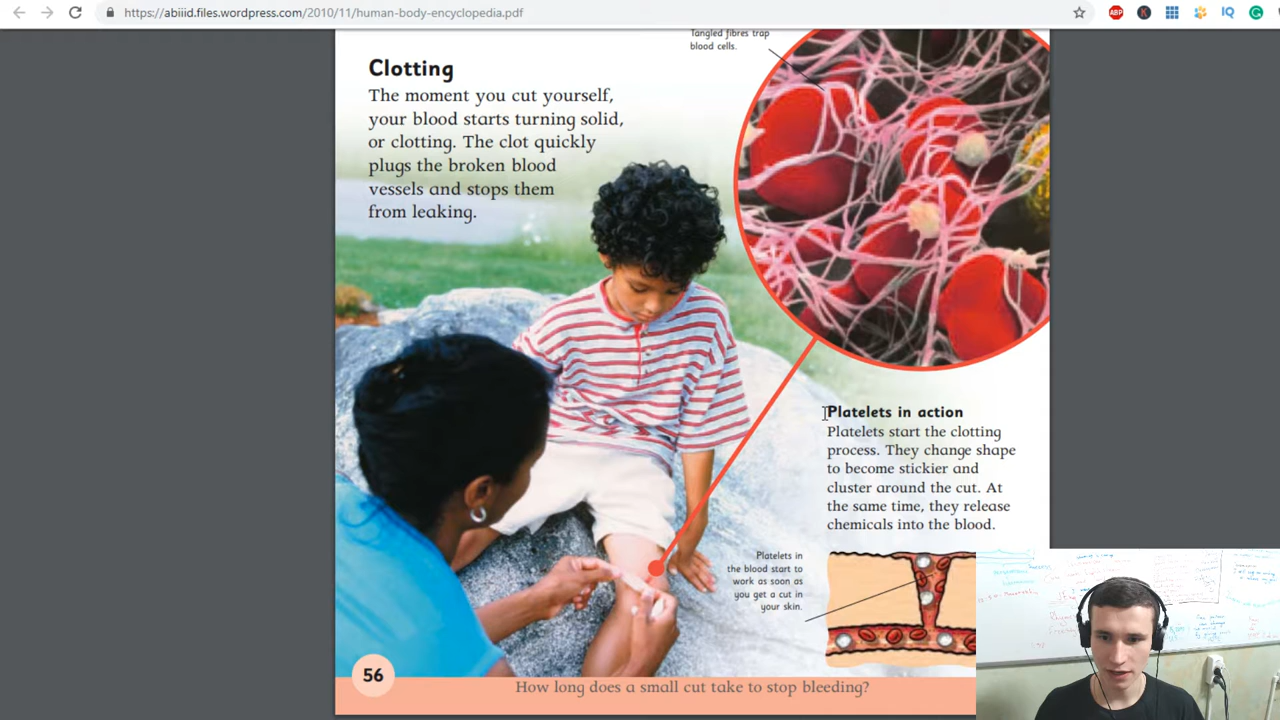 https://abiiid.files.wordpress.com/2010/11/human-body-encyclopedia.pdf
Tangled fibres trap
blood cells.
Clotting
The moment you cut yourself,
your blood starts turning solid,
or clotting. The clot quickly
plugs the broken blood
vessels and stops them
from leaking.
Platelets in action
Platelets start the clotting
process. They change shape
to become stickier and
cluster around the cut. At
the same time, they release
chemicals into the blood.
Platelets in
the blood start to
work as soon as
you get a cut in
your skin.
56
How long does a small cut take to stop bleeding?
ABP
K
IQ
G